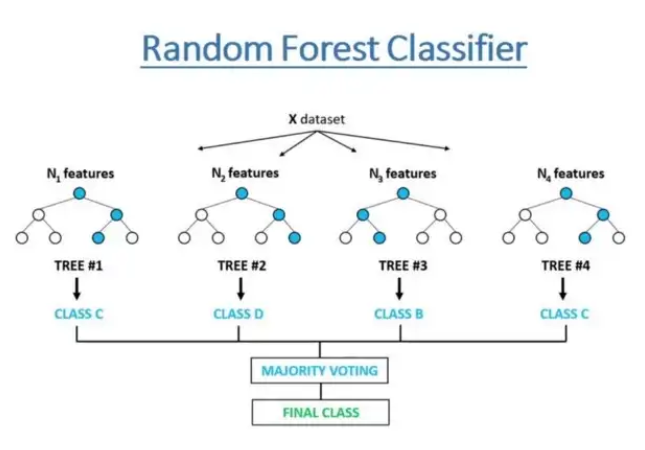 Random Forest Classifier
X dataset
N₁ features
N₂ features
N₃ features
N₄ features
TREE #1
TREE #2
TREE #3
TREE #4
CLASS C
CLASS D
CLASS B
CLASS C
MAJORITY VOTING
FINAL CLASS